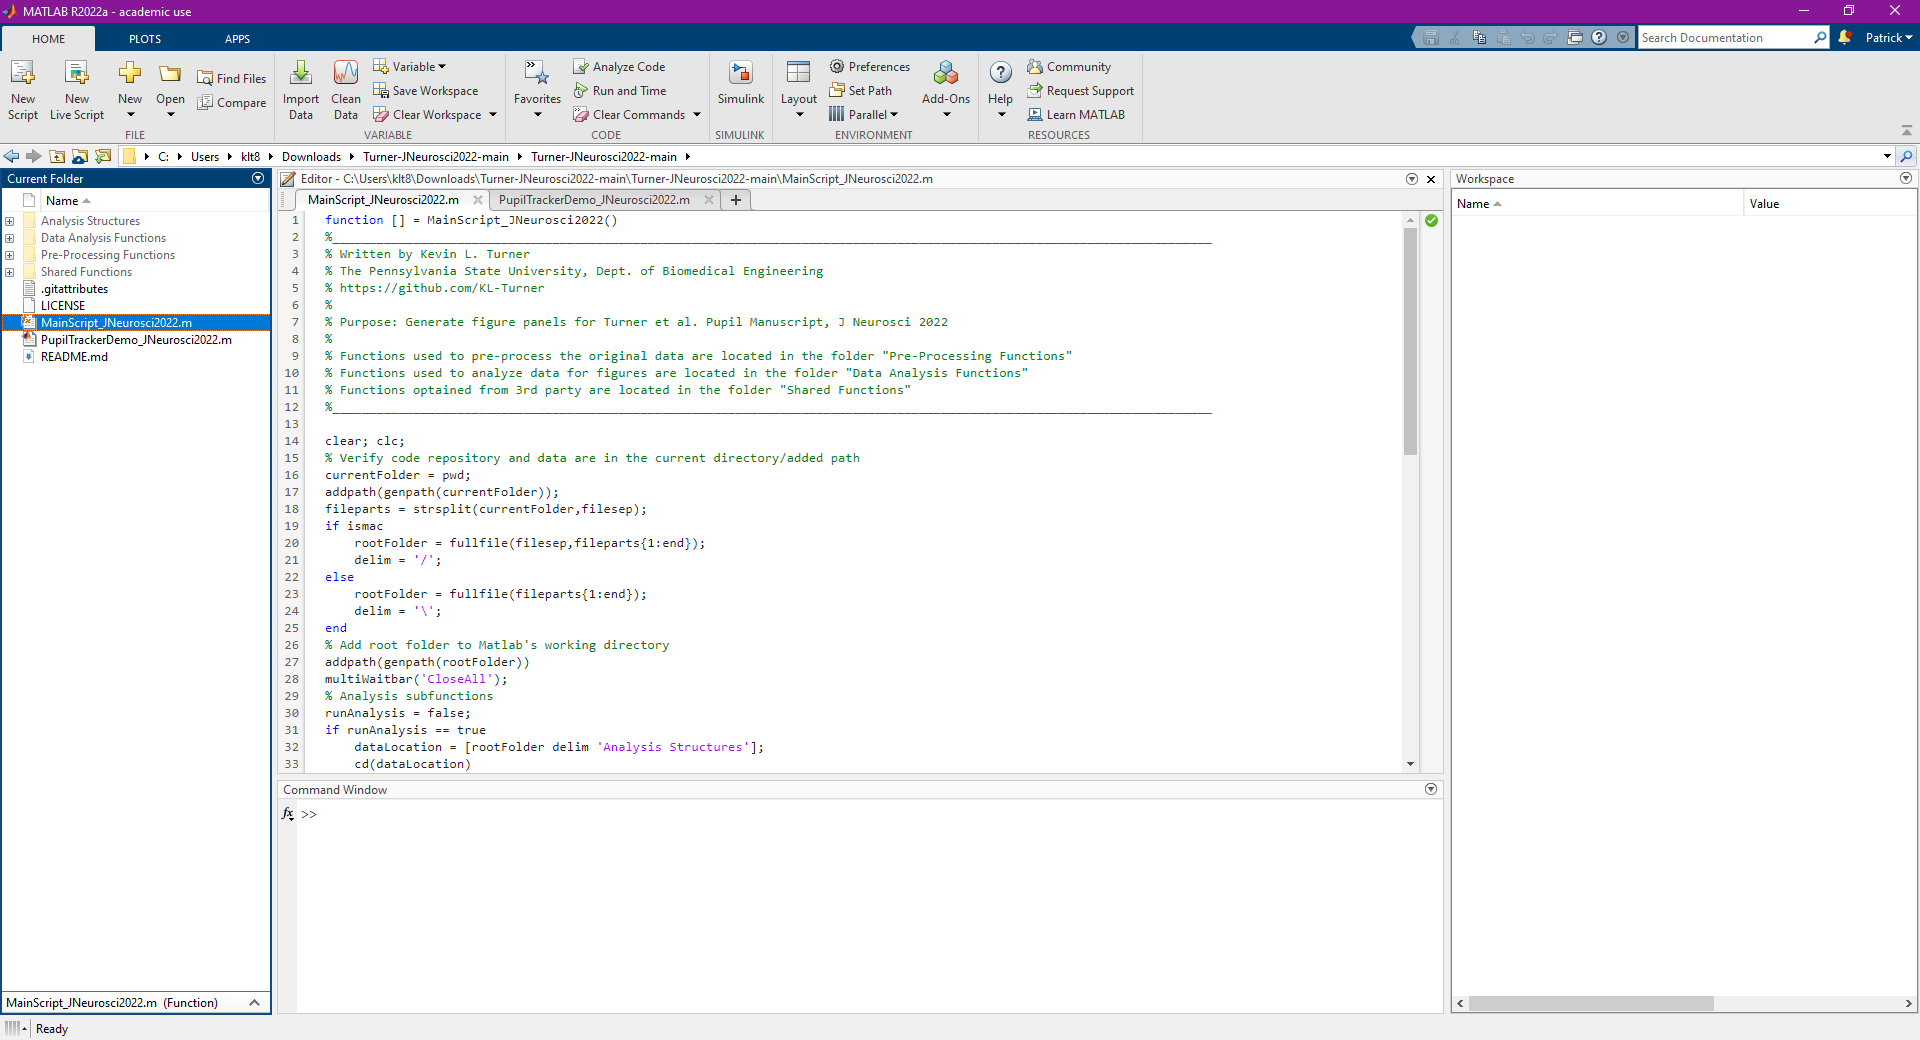 MATLAB R2022a - academic use
HOME PLOTS APPS
Search Documentation
Patrick
New Script
New Live Script
New
Open
Find Files
Compare
FILE
Import Data
Clean Data
Variable
Save Workspace
Clear Workspace
VARIABLE
Favorites
Analyze Code
Run and Time
Clear Commands
CODE
Simulink
SIMULINK
Layout
Preferences
Set Path
Parallel
Add-Ons
ENVIRONMENT
Help
Community
Request Support
Learn MATLAB
RESOURCES
C: Users klt8 Downloads Turner-JNeurosci2022-main Turner-JNeurosci2022-main
Current Folder
Name
Analysis Structures
Data Analysis Functions
Pre-Processing Functions
Shared Functions
.gitattributes
LICENSE
MainScript_JNeurosci2022.m
PupilTrackerDemo_JNeurosci2022.m
README.md
MainScript_JNeurosci2022.m (Function)
Editor - C:\Users\klt8\Downloads\Turner-JNeurosci2022-main\Turner-JNeurosci2022-main\MainScript_JNeurosci2022.m
MainScript_JNeurosci2022.m PupilTrackerDemo_JNeurosci2022.m +
1 function [] = MainScript_JNeurosci2022()
2 %________________________________________________________________________________________________________________________
3 % Written by Kevin L. Turner
4 % The Pennsylvania State University, Dept. of Biomedical Engineering
5 % https://github.com/KL-Turner
6 %
7 % Purpose: Generate figure panels for Turner et al. Pupil Manuscript, J Neurosci 2022
8 %
9 % Functions used to pre-process the original data are located in the folder "Pre-Processing Functions"
10 % Functions used to analyze data for figures are located in the folder "Data Analysis Functions"
11 % Functions optained from 3rd party are located in the folder "Shared Functions"
12 %________________________________________________________________________________________________________________________
13
14 clear; clc;
15 % Verify code repository and data are in the current directory/added path
16 currentFolder = pwd;
17 addpath(genpath(currentFolder));
18 fileparts = strsplit(currentFolder,filesep);
19 if ismac
20 rootFolder = fullfile(filesep,fileparts{1:end});
21 delim = '/';
22 else
23 rootFolder = fullfile(fileparts{1:end});
24 delim = '\';
25 end
26 % Add root folder to Matlab's working directory
27 addpath(genpath(rootFolder))
28 multiWaitbar('CloseAll');
29 % Analysis subfunctions
30 runAnalysis = false;
31 if runAnalysis == true
32 dataLocation = [rootFolder delim 'Analysis Structures'];
33 cd(dataLocation)
Command Window
fx >>
Workspace
Name Value
Ready